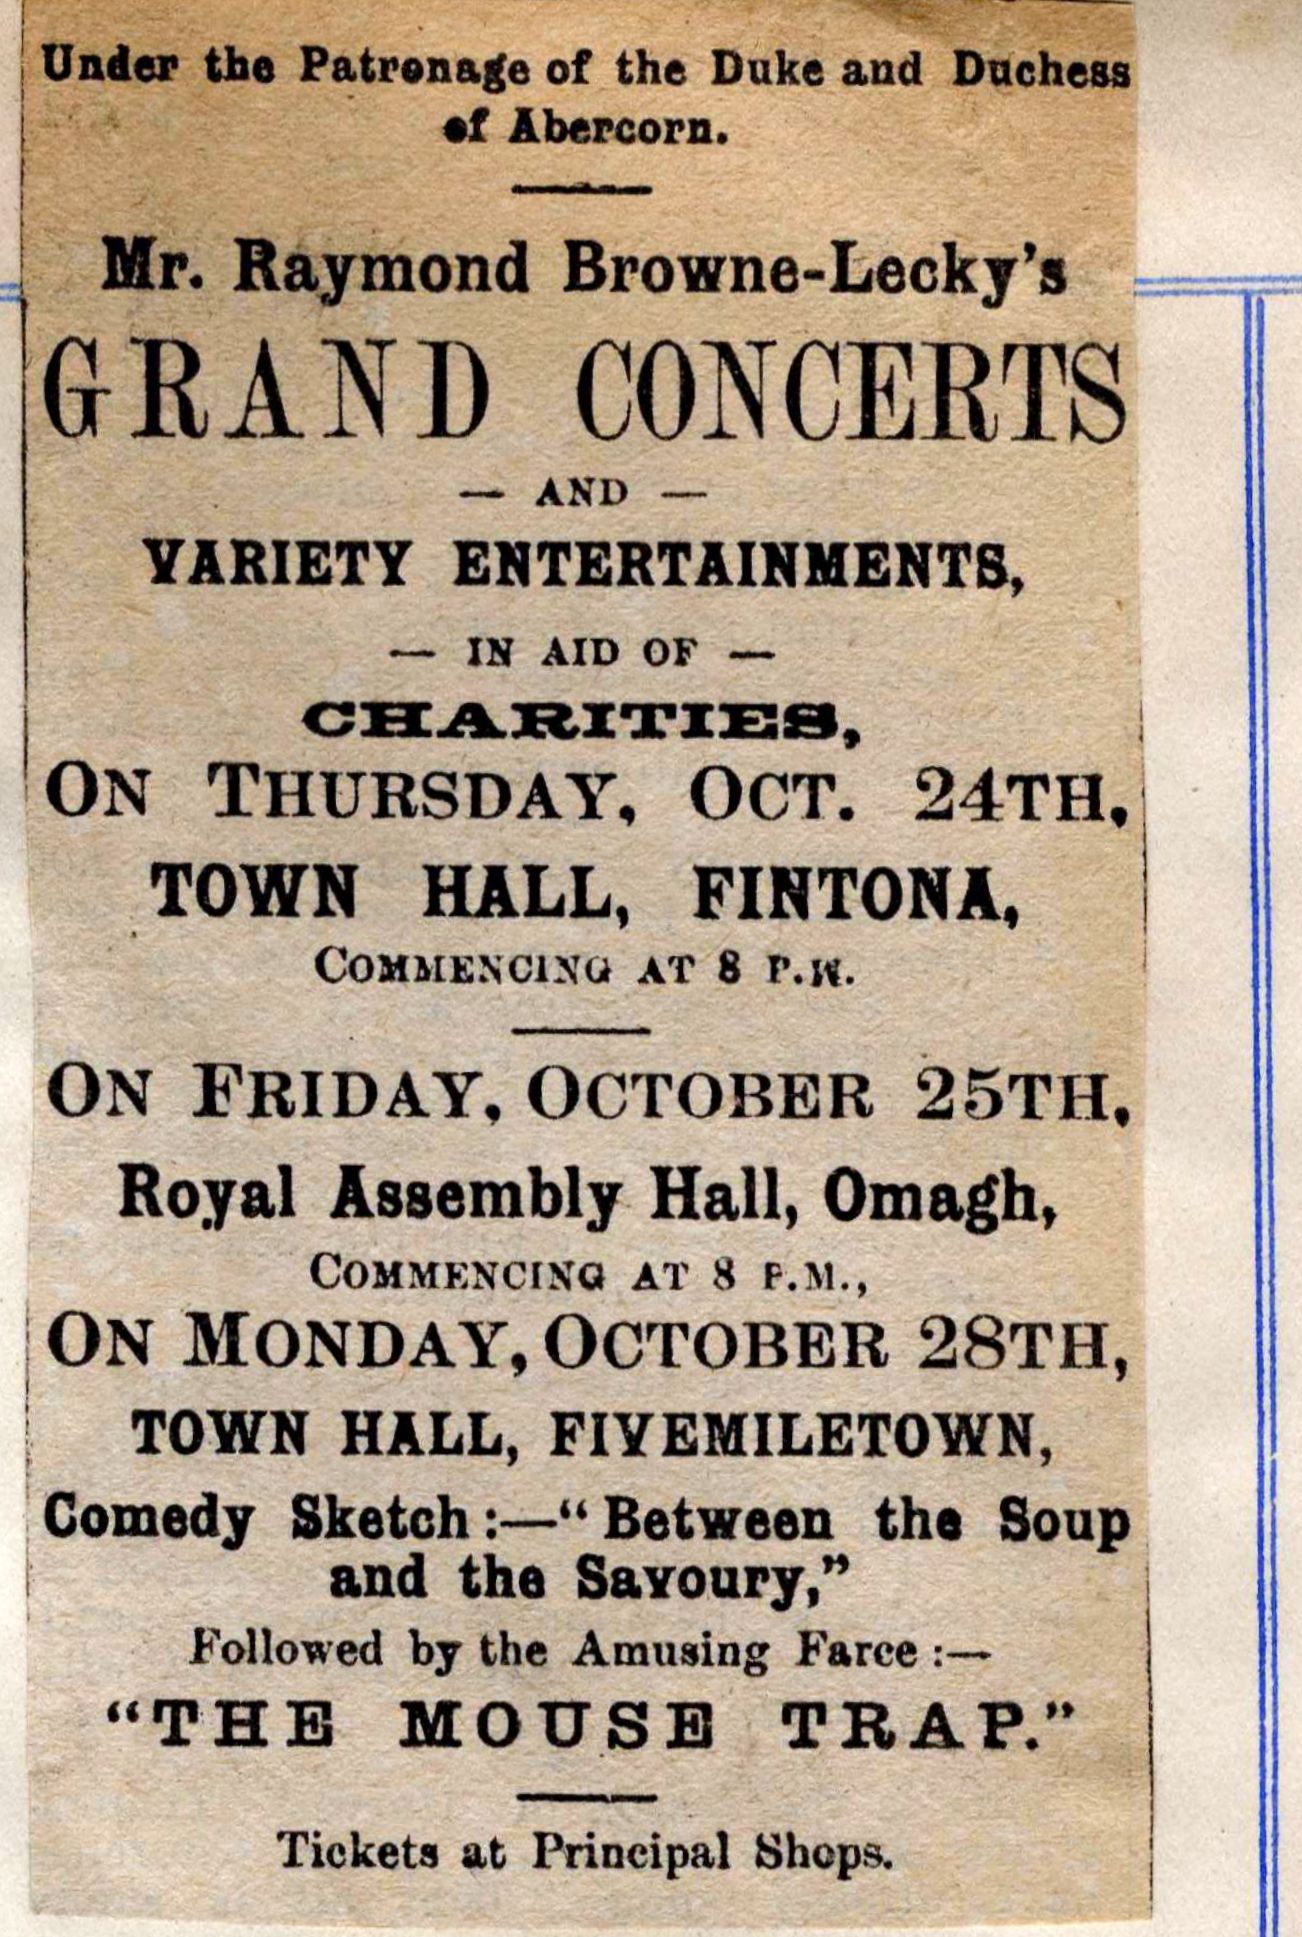 Under the Patronage of the Duke and Duchess
of Abercorn.
Mr. Raymond Browne-Lecky's
GRAND CONCERTS
— AND —
VARIETY ENTERTAINMENTS,
— IN AID OF —
CHARITIES,
ON THURSDAY, OCT. 24TH,
TOWN HALL, FINTONA,
COMMENCING AT 8 P.M.
ON FRIDAY, OCTOBER 25TH,
Royal Assembly Hall, Omagh,
COMMENCING AT 8 P.M.,
ON MONDAY, OCTOBER 28TH,
TOWN HALL, FIVEMILETOWN,
Comedy Sketch :—“Between the Soup
and the Savoury,”
Followed by the Amusing Farce :—
“THE MOUSE TRAP.”
Tickets at Principal Shops.